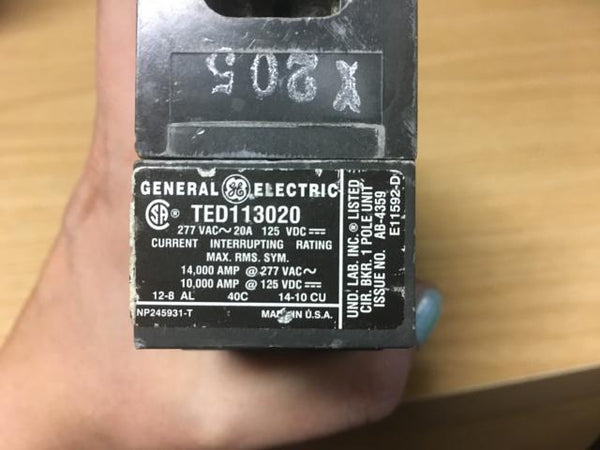 X 205
GENERAL GE ELECTRIC
SA ® TED113020
277 VAC~ 20A 125 VDC
CURRENT INTERRUPTING RATING
MAX. RMS. SYM.
14,000 AMP @ 277 VAC~
10,000 AMP @ 125 VDC
12-8 AL 40C 14-10 CU
NP245931-T
MADE IN U.S.A.
UND. LAB. INC.® LISTED
CIR. BKR. 1 POLE UNIT
ISSUE NO. AB-4359
E11592-D